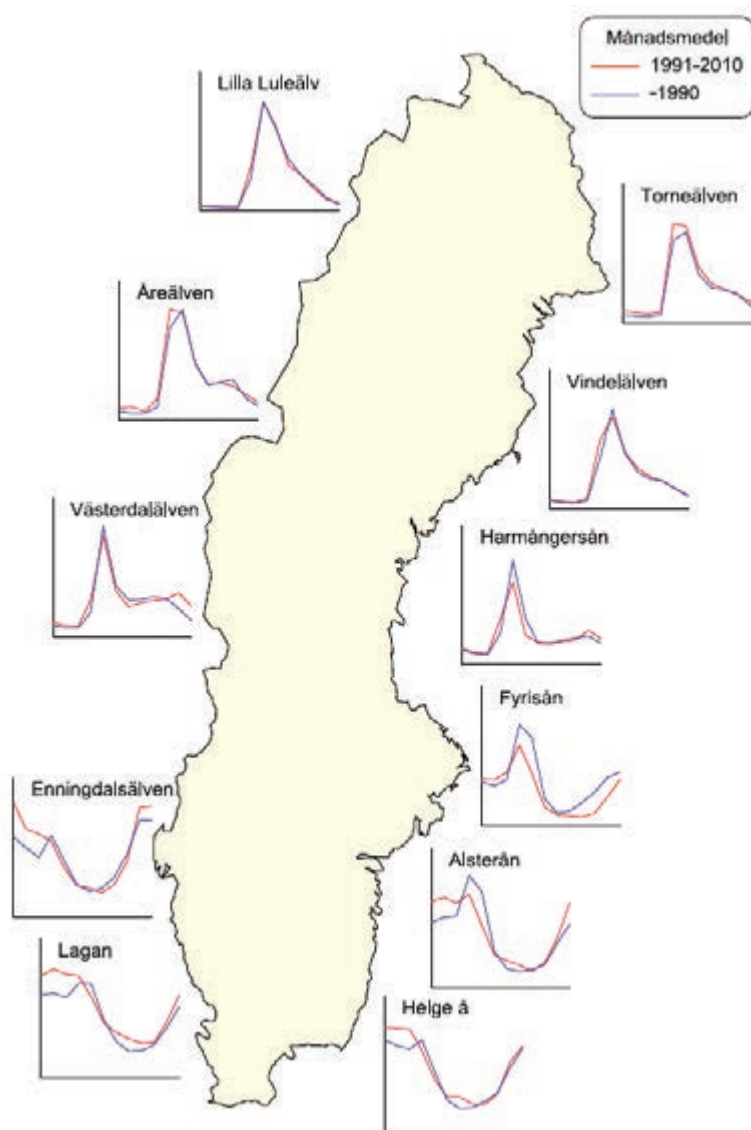 Månadsmedel
1991-2010
-1990
Lilla Luleälv
Torneälven
Åreälven
Vindelälven
Västerdalälven
Harmångersån
Fyrisån
Enningdalsälven
Alsterån
Lagan
Helge å